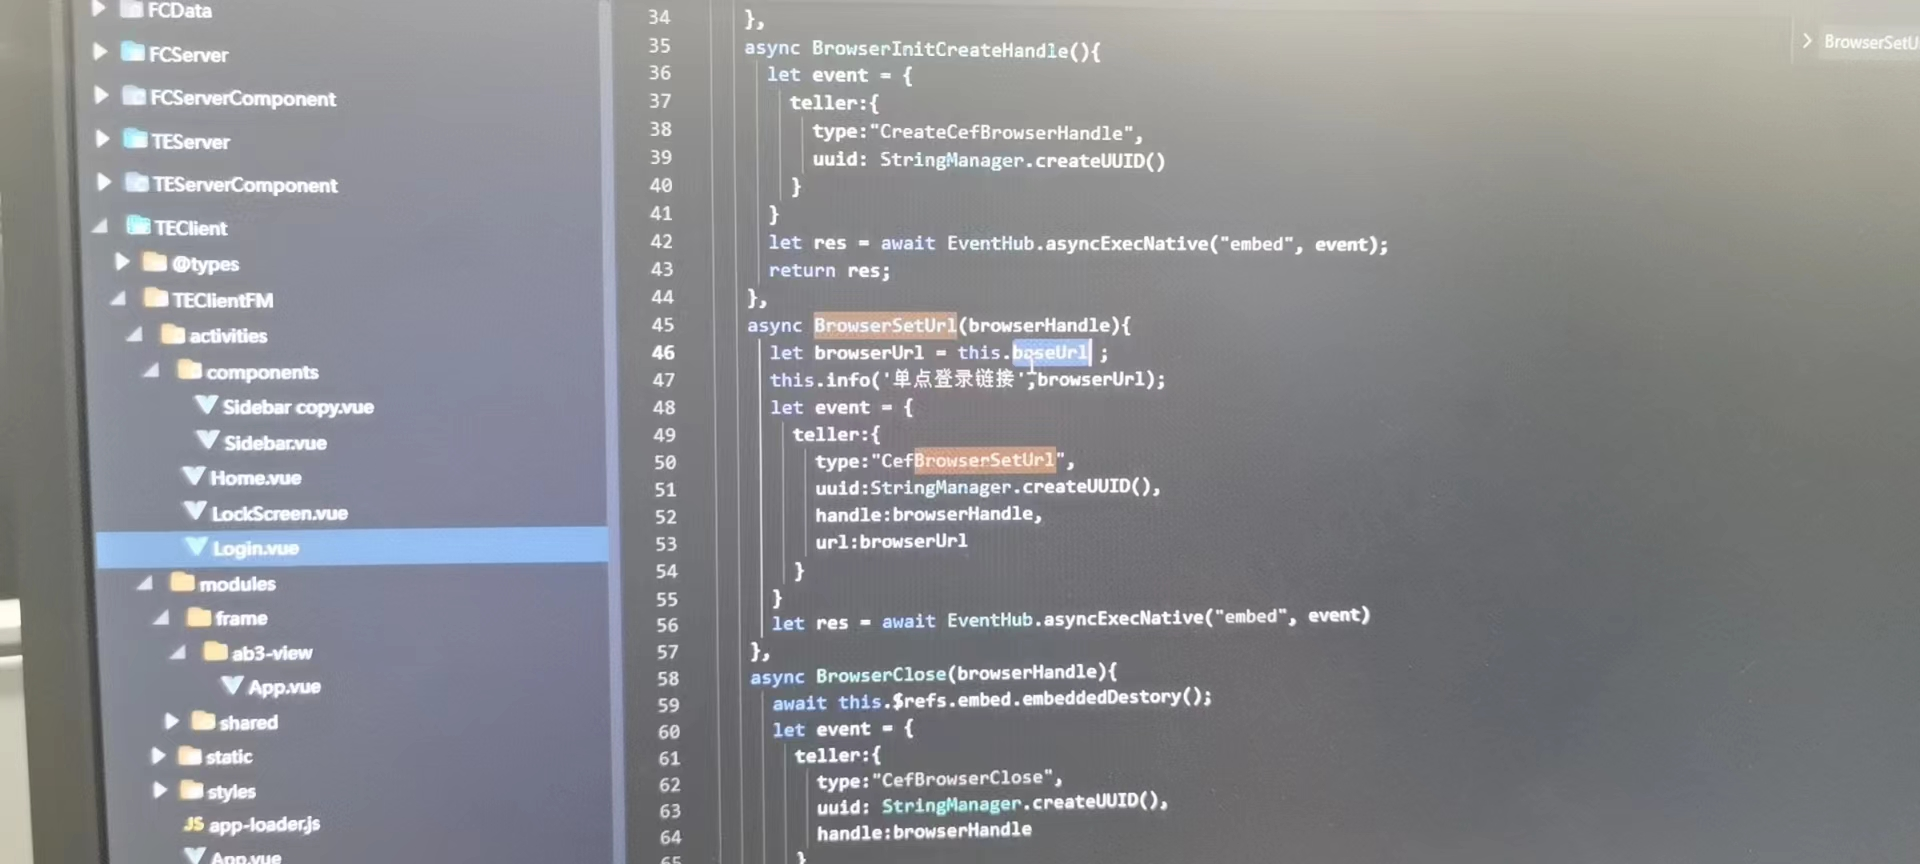 FCData
FCServer
FCServerComponent
TEServer
TEServerComponent
TEClient
@types
TEClientFM
activities
components
Sidebar copy.vue
Sidebar.vue
Home.vue
LockScreen.vue
Login.vue
modules
frame
ab3-view
App.vue
shared
static
styles
JS app-loader.js
App.vue
34 },
35 async BrowserInitCreateHandle(){
36 let event = {
37 teller:{
38 type:"CreateCefBrowserHandle",
39 uuid: StringManager.createUUID()
40 }
41 }
42 let res = await EventHub.asyncExecNative("embed", event);
43 return res;
44 },
45 async BrowserSetUrl(browserHandle){
46 let browserUrl = this.baseUrl ;
47 this.info('单点登录链接',browserUrl);
48 let event = {
49 teller:{
50 type:"CefBrowserSetUrl",
51 uuid:StringManager.createUUID(),
52 handle:browserHandle,
53 url:browserUrl
54 }
55 }
56 let res = await EventHub.asyncExecNative("embed", event)
57 },
58 async BrowserClose(browserHandle){
59 await this.$refs.embed.embeddedDestory();
60 let event = {
61 teller:{
62 type:"CefBrowserClose",
63 uuid: StringManager.createUUID(),
64 handle:browserHandle
65 }
> BrowserSetU